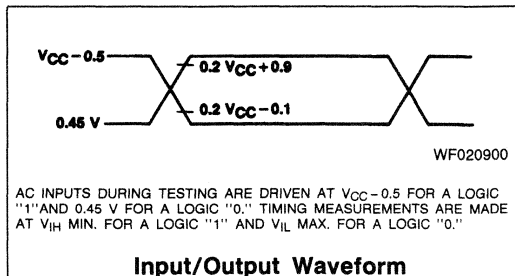 VCC−0.5
0.2 VCC+0.9
0.2 VCC−0.1
0.45 V
WF020900
AC INPUTS DURING TESTING ARE DRIVEN AT VCC−0.5 FOR A LOGIC
"1"AND 0.45 V FOR A LOGIC "0." TIMING MEASUREMENTS ARE MADE
AT VIH MIN. FOR A LOGIC "1" AND VIL MAX. FOR A LOGIC "0."
Input/Output Waveform